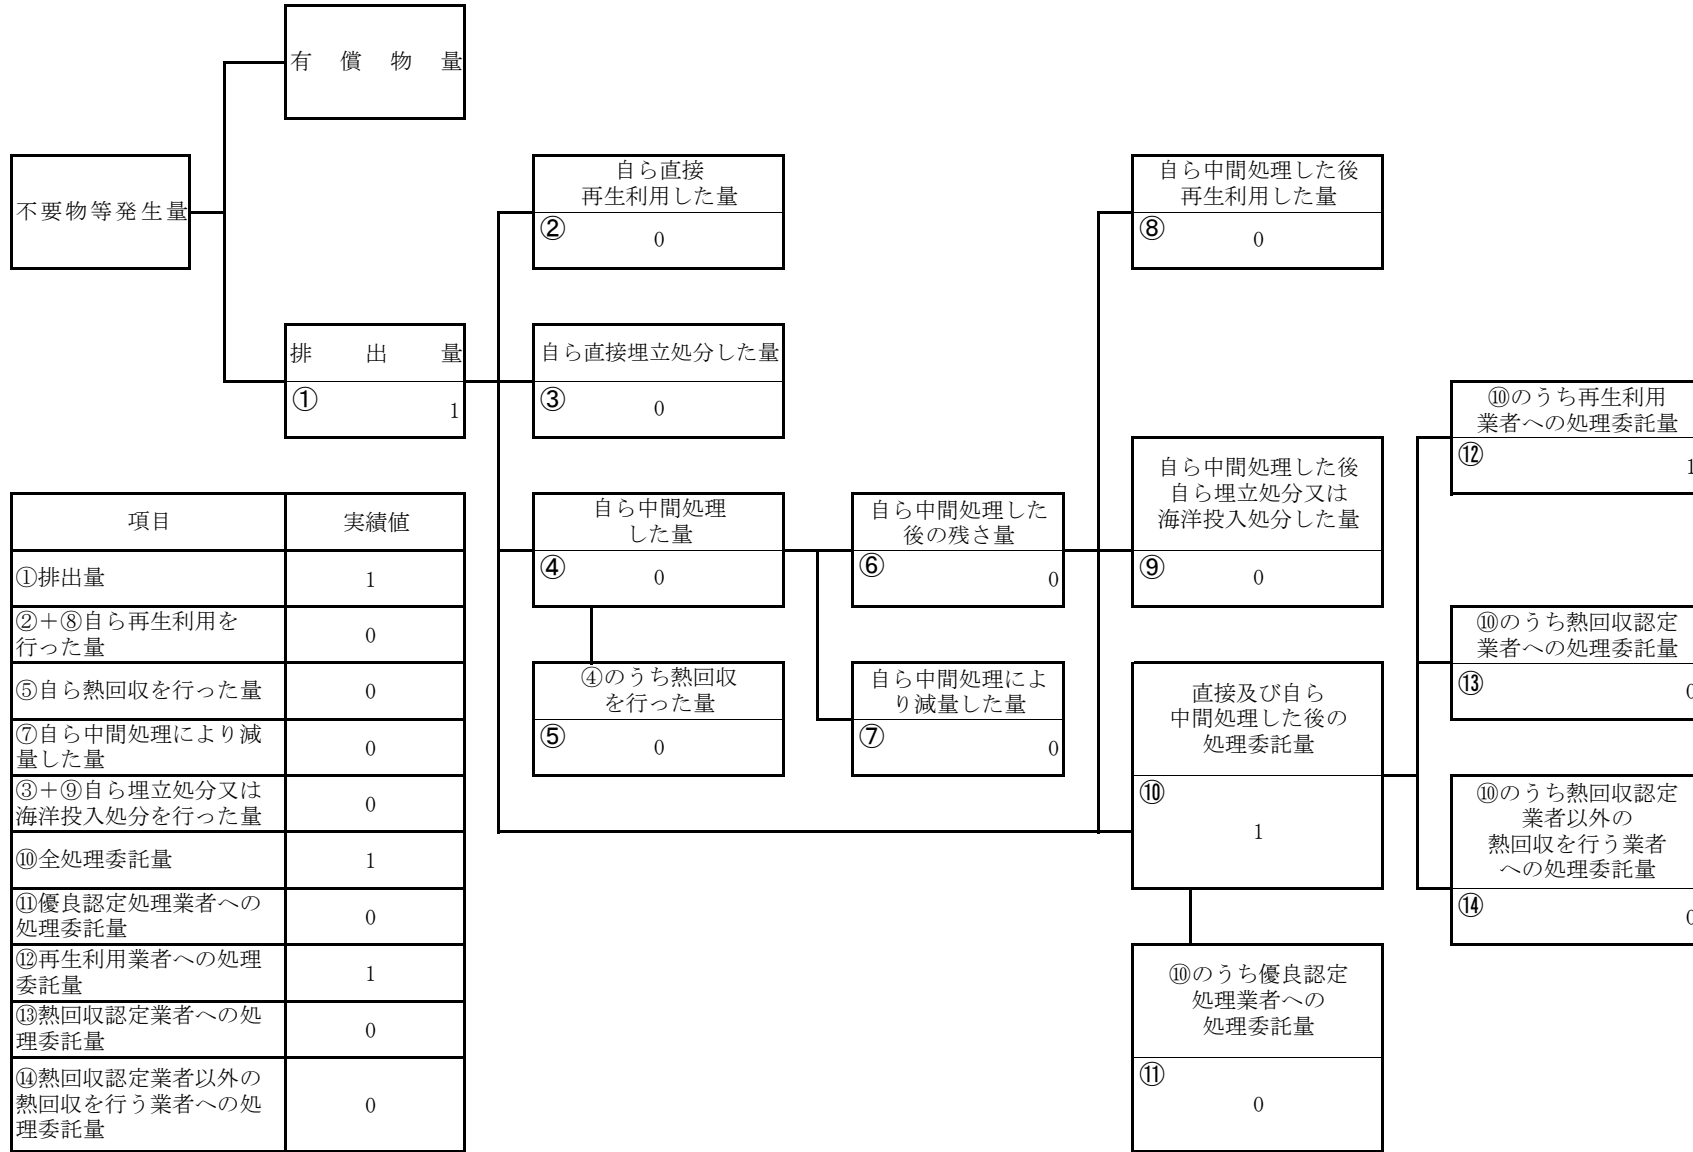 有償物量
不要物等発生量
排出量
①
1
自ら直接
再生利用した量
②
0
自ら直接埋立処分した量
③
0
自ら中間処理
した量
④
0
④のうち熱回収
を行った量
⑤
0
自ら中間処理した
後の残さ量
⑥
0
自ら中間処理によ
り減量した量
⑦
0
自ら中間処理した後
再生利用した量
⑧
0
自ら中間処理した後
自ら埋立処分又は
海洋投入処分した量
⑨
0
直接及び自ら
中間処理した後の
処理委託量
⑩
1
⑩のうち優良認定
処理業者への
処理委託量
⑪
0
⑩のうち再生利用
業者への処理委託量
⑫
1
⑩のうち熱回収認定
業者への処理委託量
⑬
0
⑩のうち熱回収認定
業者以外の
熱回収を行う業者
への処理委託量
⑭
0
項目 実績値
①排出量 1
②+⑧自ら再生利用を
行った量 0
⑤自ら熱回収を行った量 0
⑦自ら中間処理により減
量した量 0
③+⑨自ら埋立処分又は
海洋投入処分を行った量 0
⑩全処理委託量 1
⑪優良認定処理業者への
処理委託量 0
⑫再生利用業者への処理
委託量 1
⑬熱回収認定業者への処
理委託量 0
⑭熱回収認定業者以外の
熱回収を行う業者への処
理委託量 0